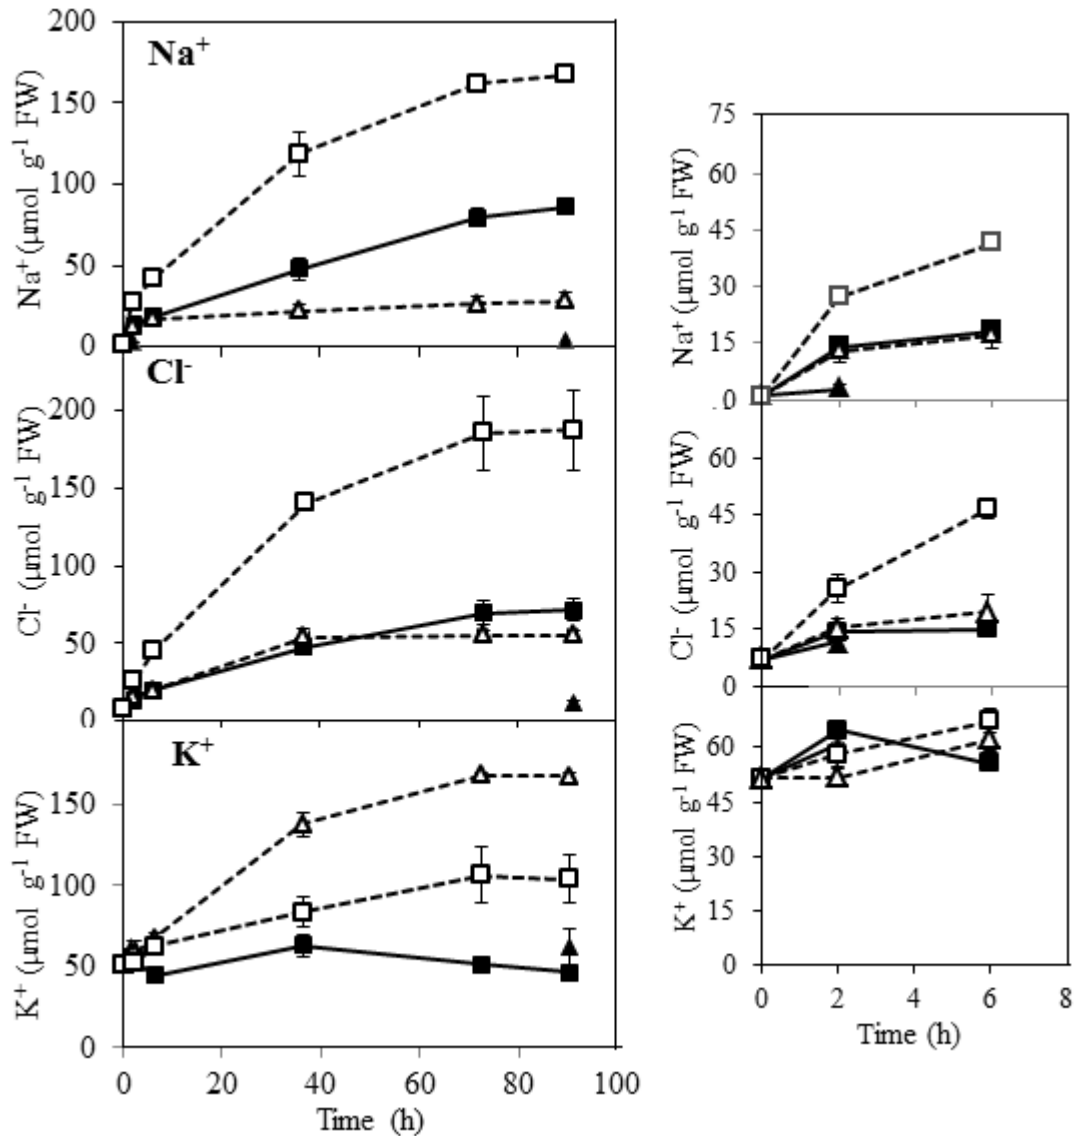 Na⁺
200
150
100
50
0
Na⁺ (μmol g⁻¹ FW)
Cl⁻
200
150
100
50
0
Cl⁻ (μmol g⁻¹ FW)
K⁺
150
100
50
0
K⁺ (μmol g⁻¹ FW)
0 20 40 60 80 100
Time (h)
75
60
45
30
15
0
Na⁺ (μmol g⁻¹ FW)
60
45
30
15
0
Cl⁻ (μmol g⁻¹ FW)
60
45
30
15
0
K⁺ (μmol g⁻¹ FW)
0 2 4 6 8
Time (h)